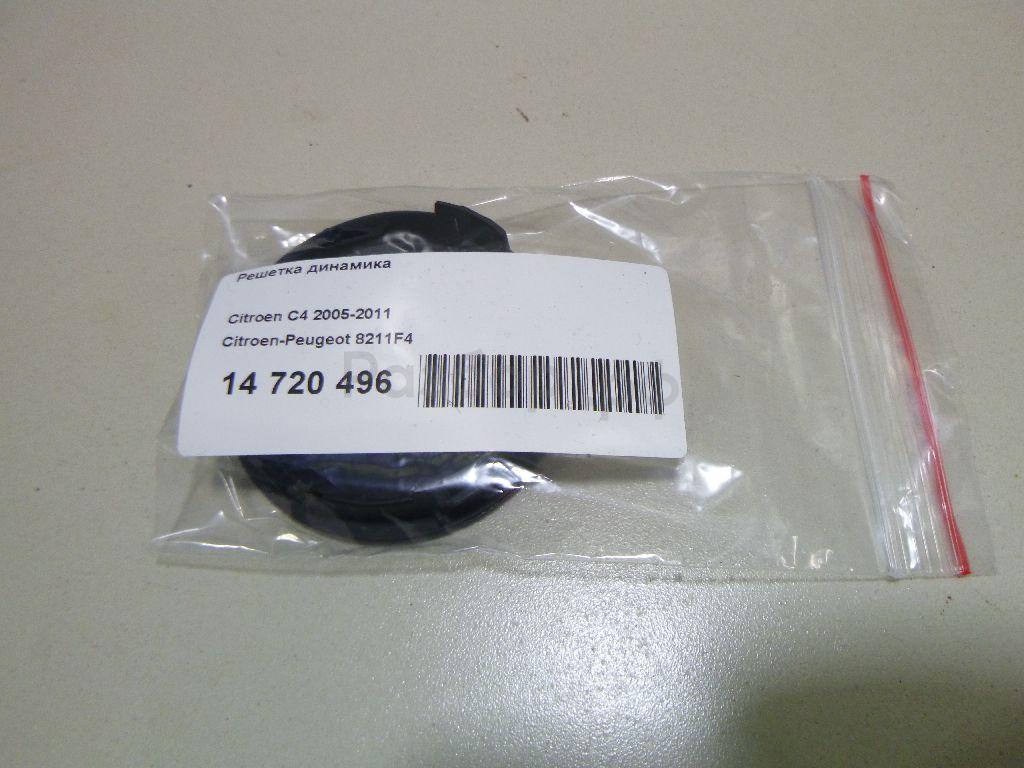 Решетка динамика
Citroen C4 2005-2011
Citroen-Peugeot 8211F4
14 720 496